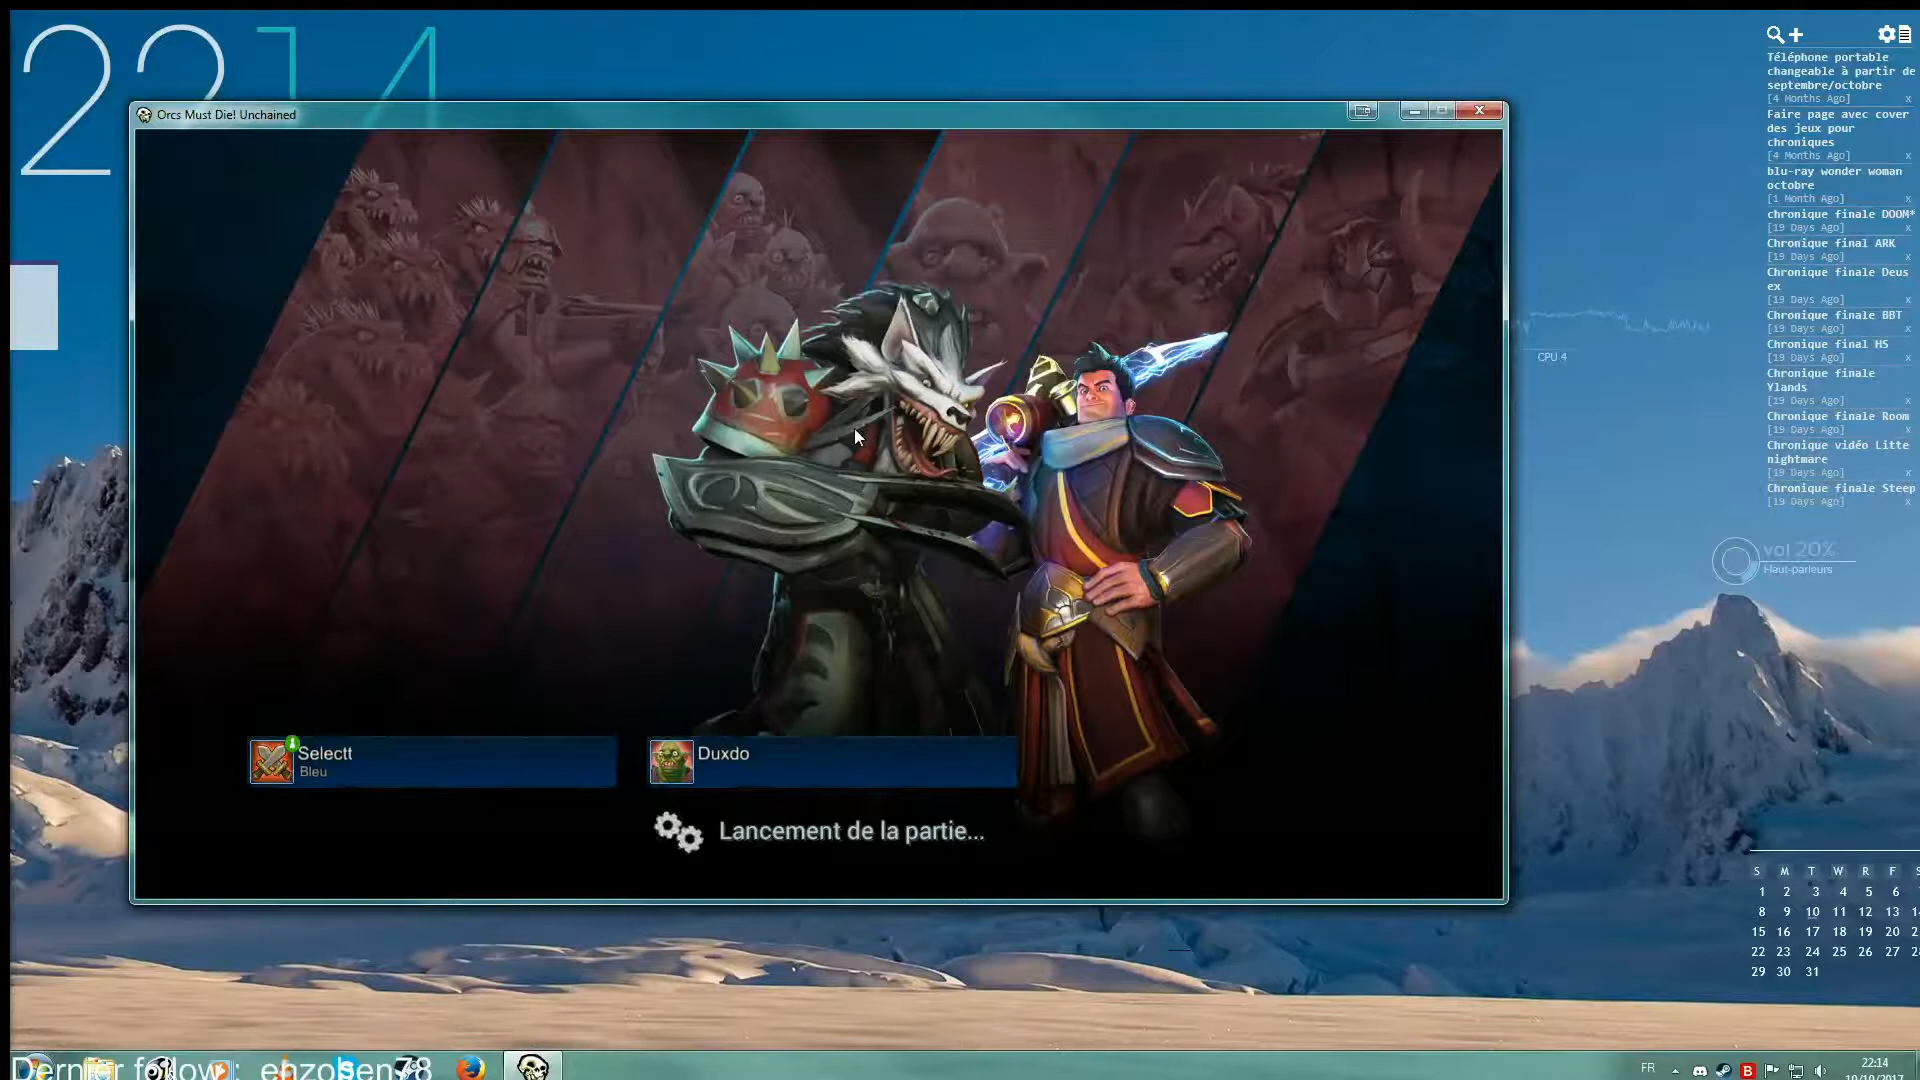 2214
Orcs Must Die! Unchained
Selectt
Bleu
Duxdo
Lancement de la partie...
Téléphone portable
changeable à partir de
septembre/octobre
[4 Months Ago] x
Faire page avec cover
des jeux pour
chroniques
[4 Months Ago] x
blu-ray wonder woman
octobre
[1 Month Ago] x
chronique finale DOOM*
[19 Days Ago] x
Chronique final ARK
[19 Days Ago] x
Chronique finale Deus
ex
[19 Days Ago] x
Chronique finale BBT
[19 Days Ago] x
Chronique final HS
[19 Days Ago] x
Chronique finale
Ylands
[19 Days Ago] x
Chronique finale Room
[19 Days Ago] x
Chronique vidéo Litte
nightmare
[19 Days Ago] x
Chronique finale Steep
[19 Days Ago] x
CPU 4
vol 20%
Haut-parleurs
S M T W R F S
1 2 3 4 5 6
8 9 10 11 12 13
15 16 17 18 19 20
22 23 24 25 26 27
29 30 31
Dernier follow : enzoben78
FR
22:14
10/10/2017